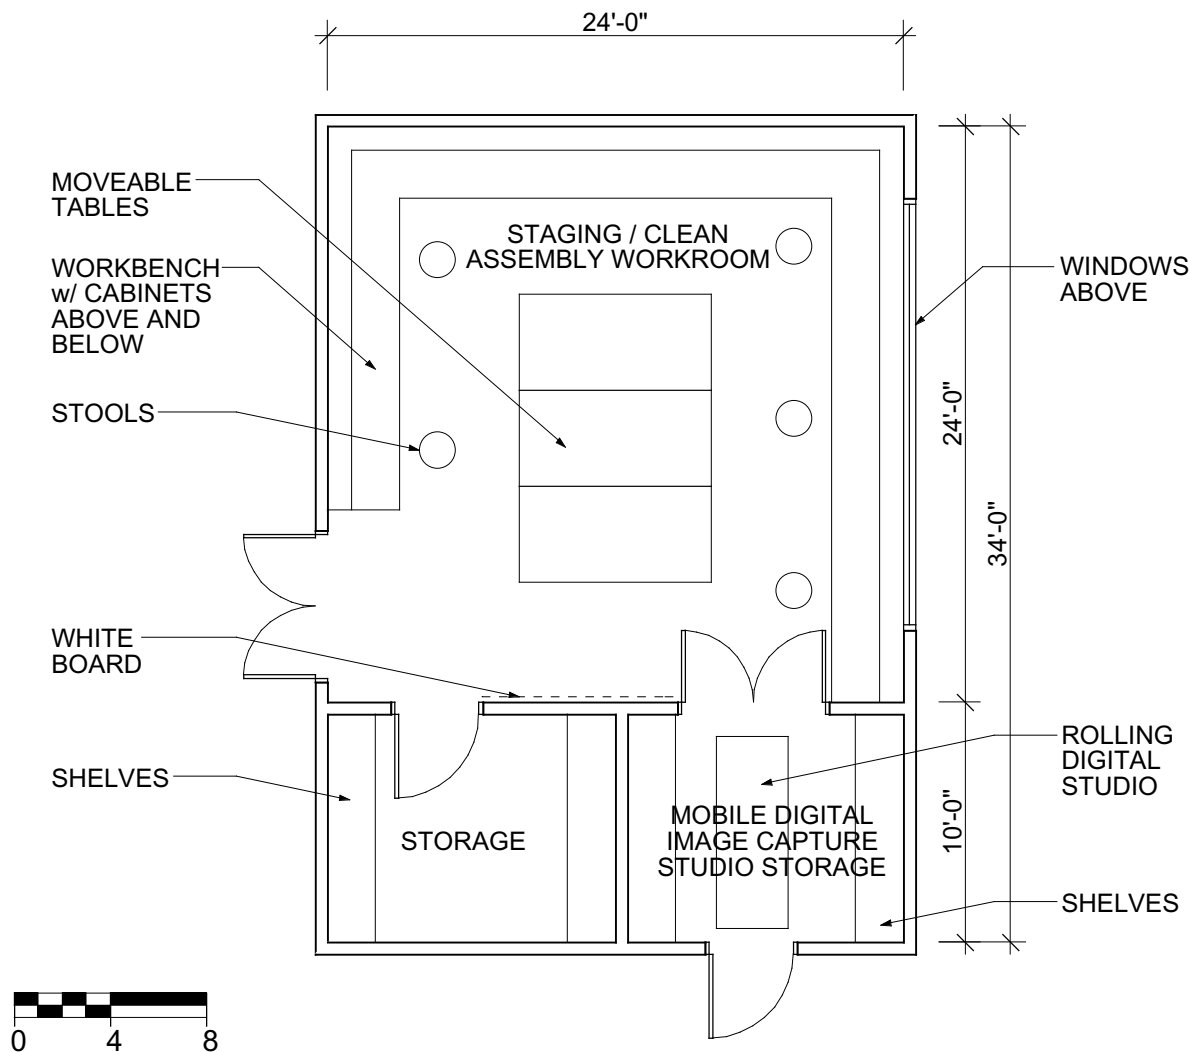 24'-0"
MOVEABLE
TABLES
STAGING / CLEAN
ASSEMBLY WORKROOM
WORKBENCH
w/ CABINETS
ABOVE AND
BELOW
WINDOWS
ABOVE
STOOLS
24'-0"
34'-0"
WHITE
BOARD
ROLLING
DIGITAL
STUDIO
SHELVES
STORAGE
MOBILE DIGITAL
IMAGE CAPTURE
STUDIO STORAGE
10'-0"
SHELVES
0 4 8